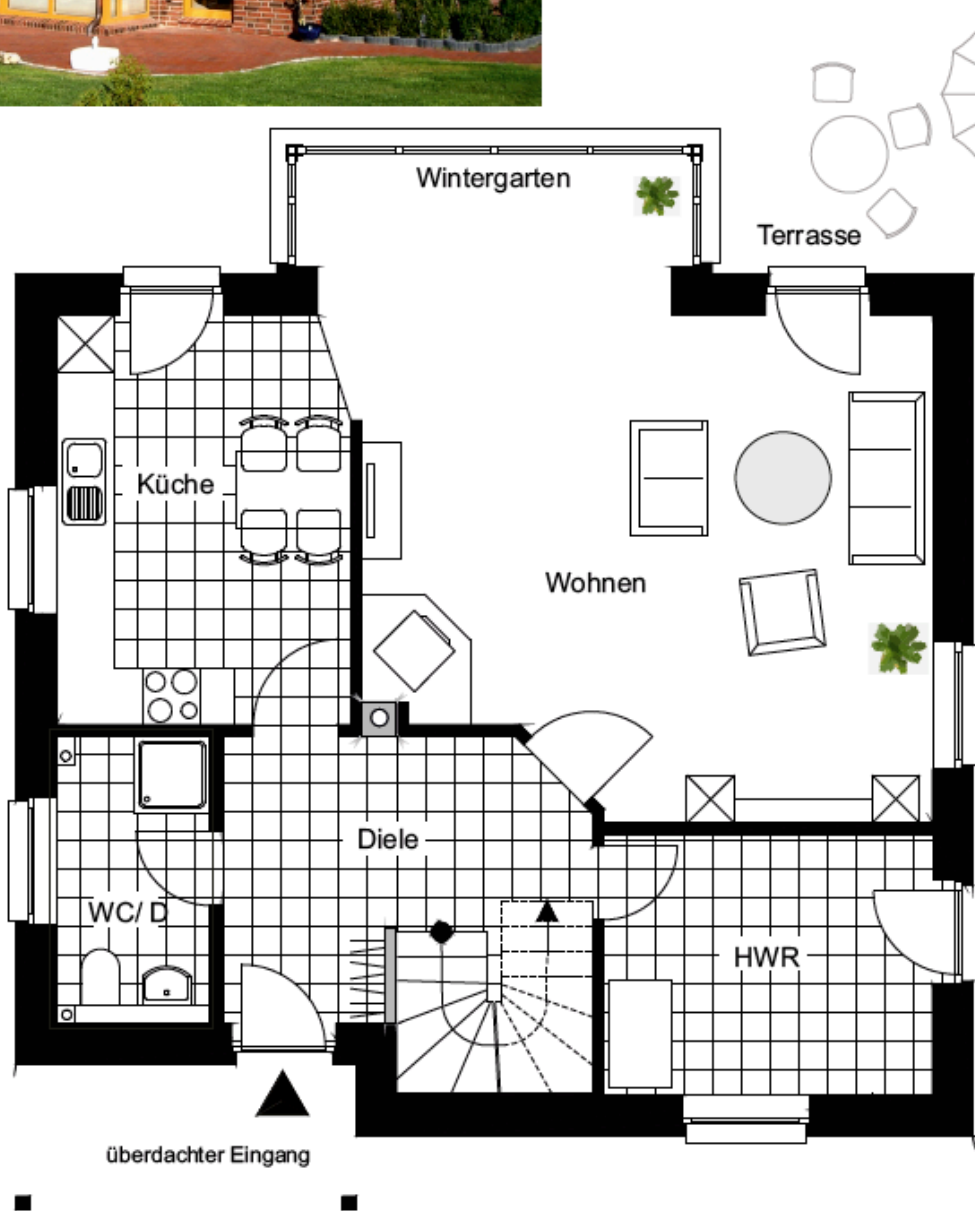 Wintergarten
Terrasse
Küche
Wohnen
Diele
WC/ D
HWR
überdachter Eingang